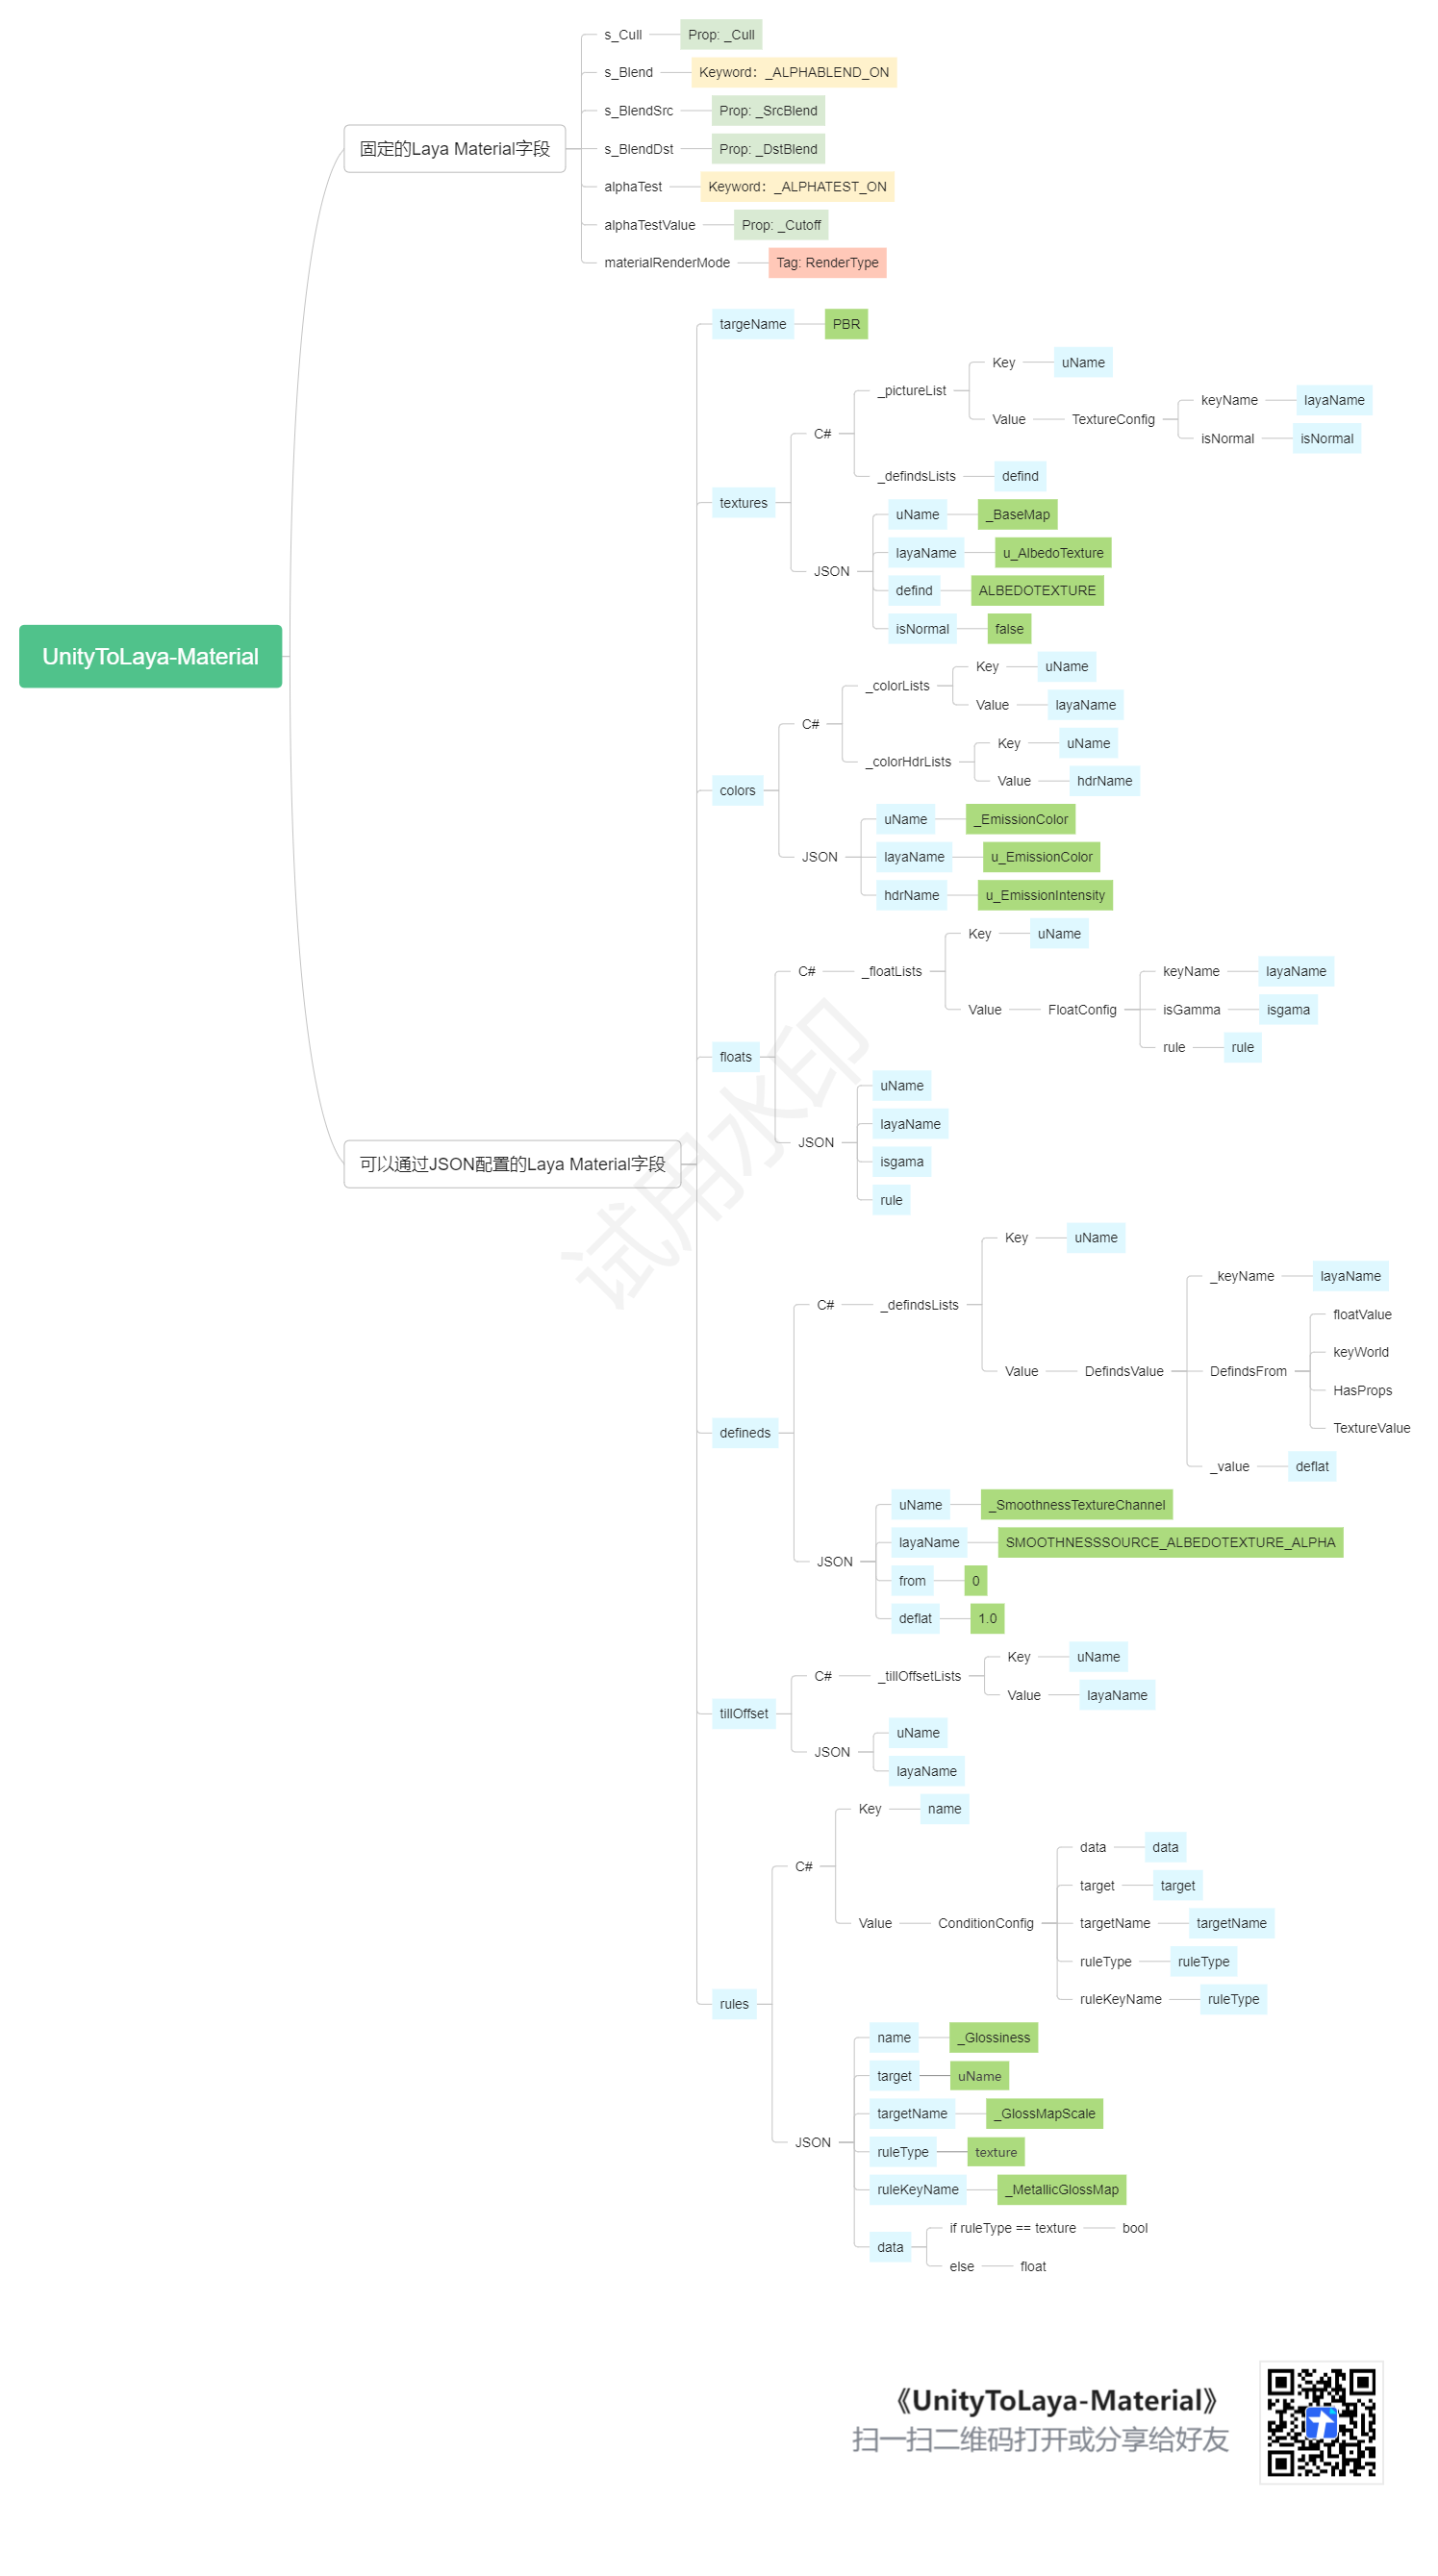 UnityToLaya-Material
固定的Laya Material字段
s_Cull
Prop: _Cull
s_Blend
Keyword：_ALPHABLEND_ON
s_BlendSrc
Prop: _SrcBlend
s_BlendDst
Prop: _DstBlend
alphaTest
Keyword：_ALPHATEST_ON
alphaTestValue
Prop: _Cutoff
materialRenderMode
Tag: RenderType
可以通过JSON配置的Laya Material字段
targeName
PBR
textures
C#
_pictureList
Key
uName
Value
TextureConfig
keyName
layaName
isNormal
isNormal
_defindsLists
defind
JSON
uName
_BaseMap
layaName
u_AlbedoTexture
defind
ALBEDOTEXTURE
isNormal
false
colors
C#
_colorLists
Key
uName
Value
layaName
_colorHdrLists
Key
uName
Value
hdrName
JSON
uName
_EmissionColor
layaName
u_EmissionColor
hdrName
u_EmissionIntensity
floats
C#
_floatLists
Key
uName
Value
FloatConfig
keyName
layaName
isGamma
isgama
rule
rule
JSON
uName
layaName
isgama
rule
defineds
C#
_defindsLists
Key
uName
Value
DefindsValue
_keyName
layaName
DefindsFrom
floatValue
keyWorld
HasProps
TextureValue
_value
deflat
JSON
uName
_SmoothnessTextureChannel
layaName
SMOOTHNESSSOURCE_ALBEDOTEXTURE_ALPHA
from
0
deflat
1.0
tillOffset
C#
_tillOffsetLists
Key
uName
Value
layaName
JSON
uName
layaName
rules
C#
Key
name
Value
ConditionConfig
data
data
target
target
targetName
targetName
ruleType
ruleType
ruleKeyName
ruleType
JSON
name
_Glossiness
target
uName
targetName
_GlossMapScale
ruleType
texture
ruleKeyName
_MetallicGlossMap
data
if ruleType == texture
bool
else
float
试用水印
《UnityToLaya-Material》
扫一扫二维码打开或分享给好友